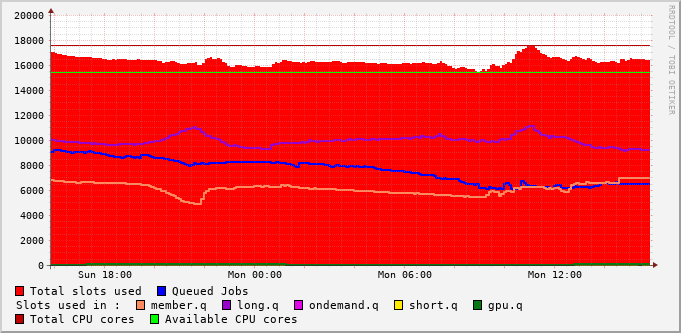 RRDTOOL / TOBI OETIKER
20000
18000
16000
14000
12000
10000
8000
6000
4000
2000
0
Sun 18:00 Mon 00:00 Mon 06:00 Mon 12:00
Total slots used Queued Jobs
Slots used in : member.q long.q ondemand.q short.q gpu.q
Total CPU cores Available CPU cores